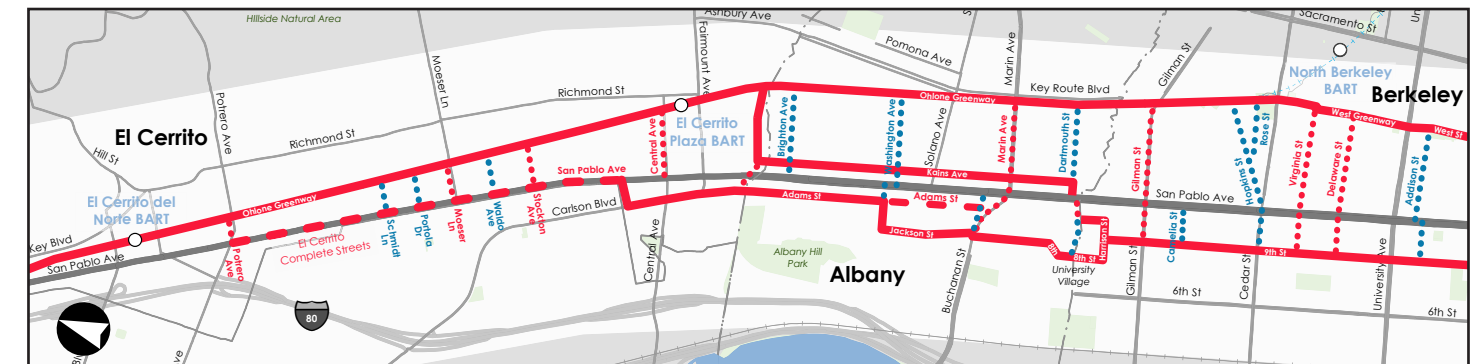 Hillside Natural Area
Ashbury Ave
Sacramento St
Pomona Ave
Fairmount Ave
Marin Ave
Gilman St
Moeser Ln
Richmond St
Key Route Blvd
North Berkeley
BART
Berkeley
Ohlone Greenway
West Greenway
West St
Potrero Ave
El Cerrito
Richmond St
El Cerrito
Plaza BART
Central Ave
Brighton Ave
Washington Ave
Solano Ave
Marin Ave
Dartmouth St
Gilman St
Hopkins St
Rose St
Virginia St
Delaware St
Addison St
Hill St
San Pablo Ave
Kains Ave
San Pablo Ave
El Cerrito del
Norte BART
Ohlone Greenway
Carlson Blvd
Adams St
Adams St
Key Blvd
San Pablo Ave
Potrero
Ave
El Cerrito
Complete Streets
Schmidt
Ln
Portola
Dr
Moeser
Ln
Waldo
Ave
Stockton
Ave
Central Ave
Albany Hill
Park
Albany
Jackson St
Buchanan St
8th
8th St
Harrison St
University
Village
Gilman St
Camelia St
Cedar St
9th St
University Ave
6th St
6th St
80